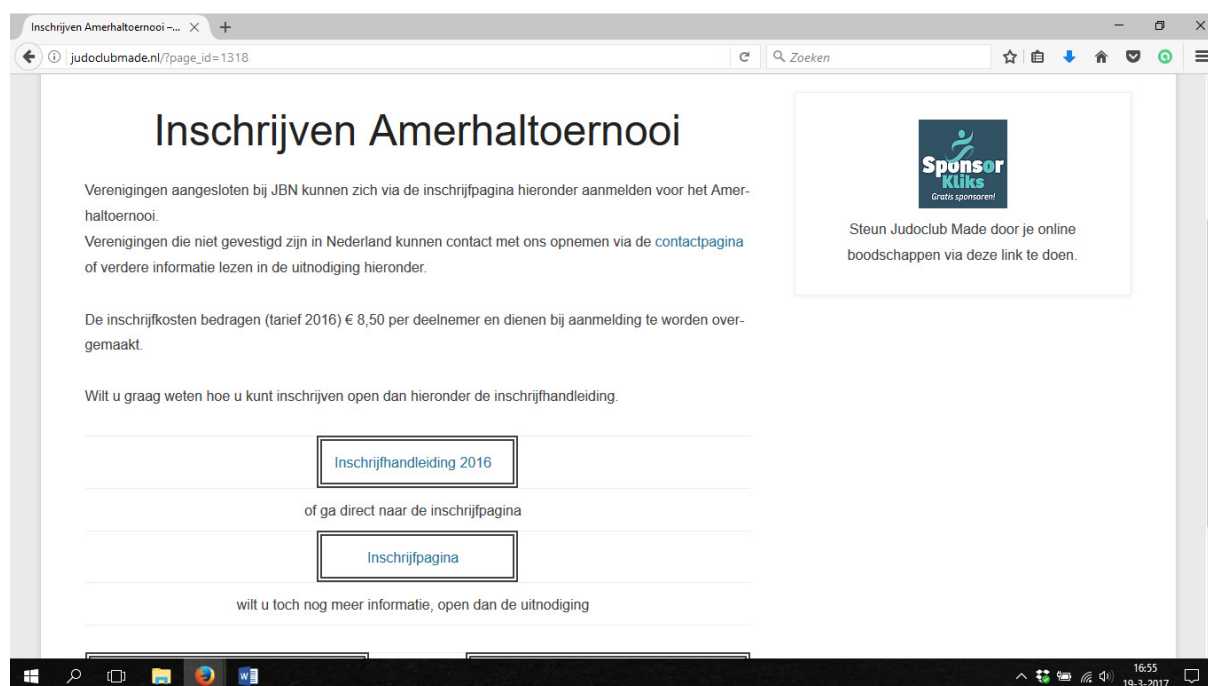 Inschrijven Amerhaltoernooi –...
judoclubmade.nl/?page_id=1318
Zoeken
Inschrijven Amerhaltoernooi
Verenigingen aangesloten bij JBN kunnen zich via de inschrijfpagina hieronder aanmelden voor het Amer-
haltoernooi.
Verenigingen die niet gevestigd zijn in Nederland kunnen contact met ons opnemen via de contactpagina
of verdere informatie lezen in de uitnodiging hieronder.
De inschrijfkosten bedragen (tarief 2016) € 8,50 per deelnemer en dienen bij aanmelding te worden over-
gemaakt.
Wilt u graag weten hoe u kunt inschrijven open dan hieronder de inschrijfhandleiding.
Inschrijfhandleiding 2016
of ga direct naar de inschrijfpagina
Inschrijfpagina
wilt u toch nog meer informatie, open dan de uitnodiging
Sponsor
Kliks
Gratis sponsoren!
Steun Judoclub Made door je online
boodschappen via deze link te doen.
16:55
19-3-2017